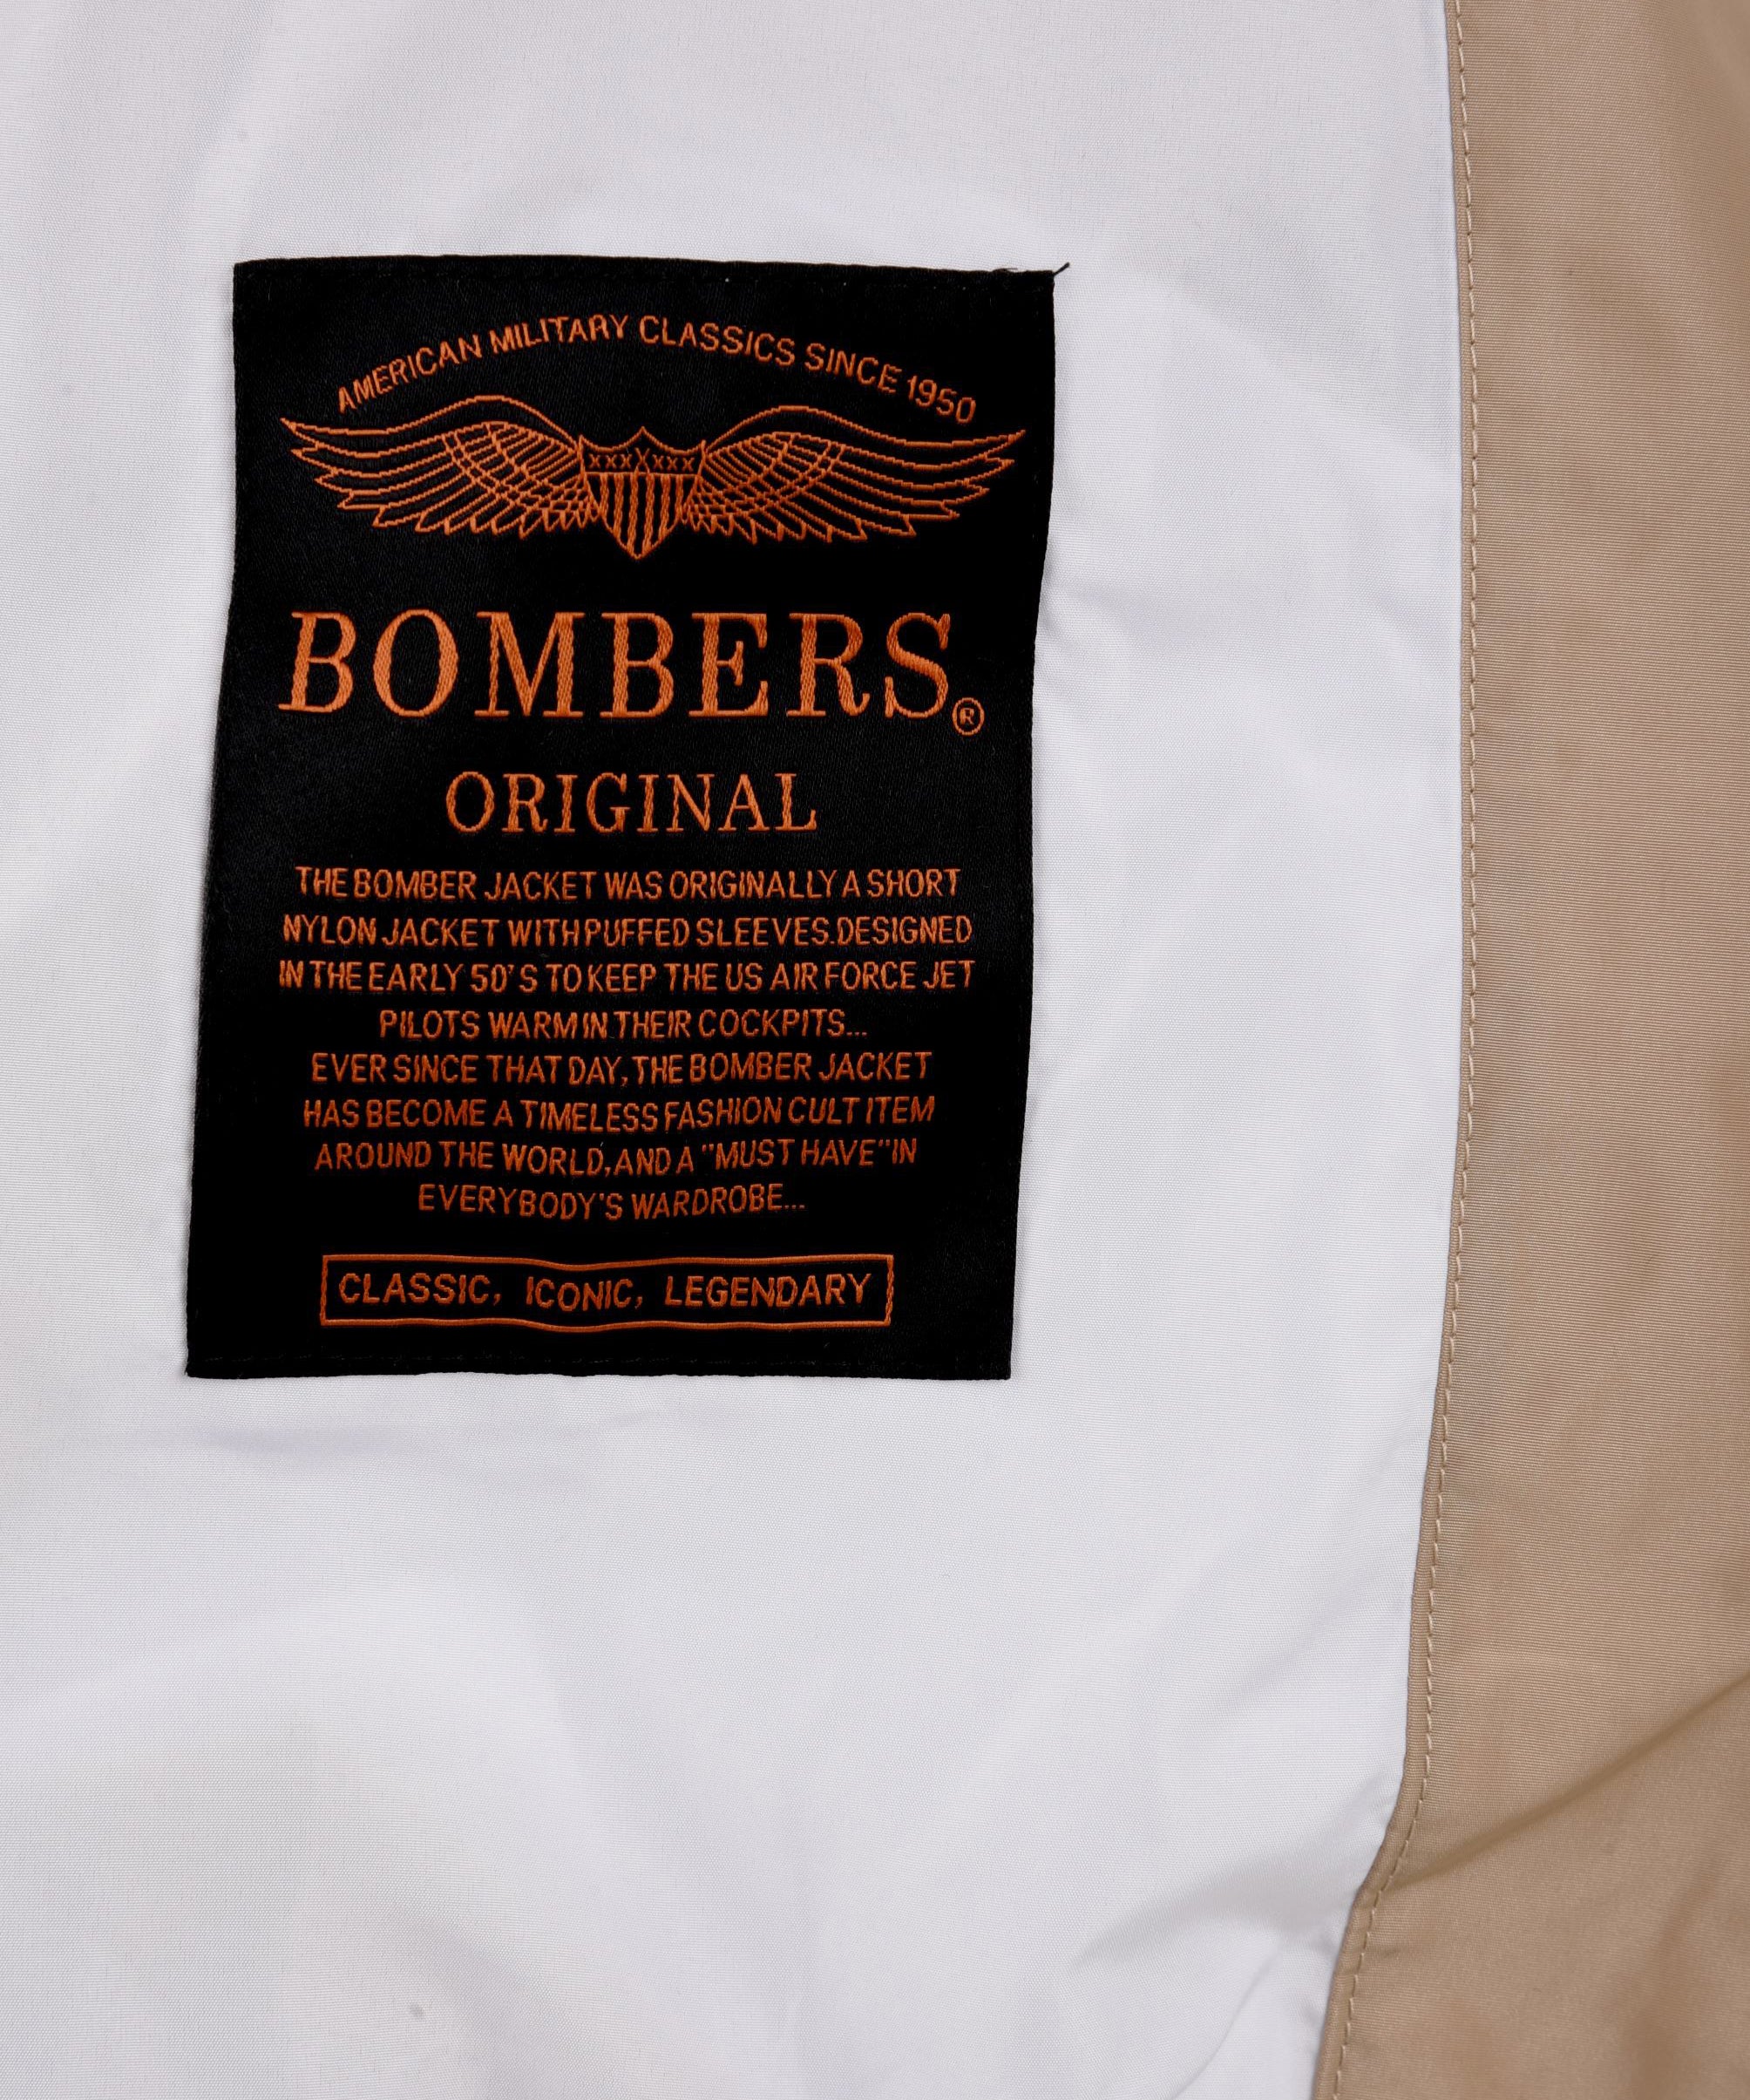 AMERICAN MILITARY CLASSICS SINCE 1950
xxxXxxx
BOMBERS®
ORIGINAL
THE BOMBER JACKET WAS ORIGINALLY A SHORT
NYLON JACKET WITH PUFFED SLEEVES.DESIGNED
IN THE EARLY 50'S TO KEEP THE US AIR FORCE JET
PILOTS WARM IN THEIR COCKPITS...
EVER SINCE THAT DAY, THE BOMBER JACKET
HAS BECOME A TIMELESS FASHION CULT ITEM
AROUND THE WORLD, AND A "MUST HAVE" IN
EVERYBODY'S WARDROBE...
CLASSIC, ICONIC, LEGENDARY